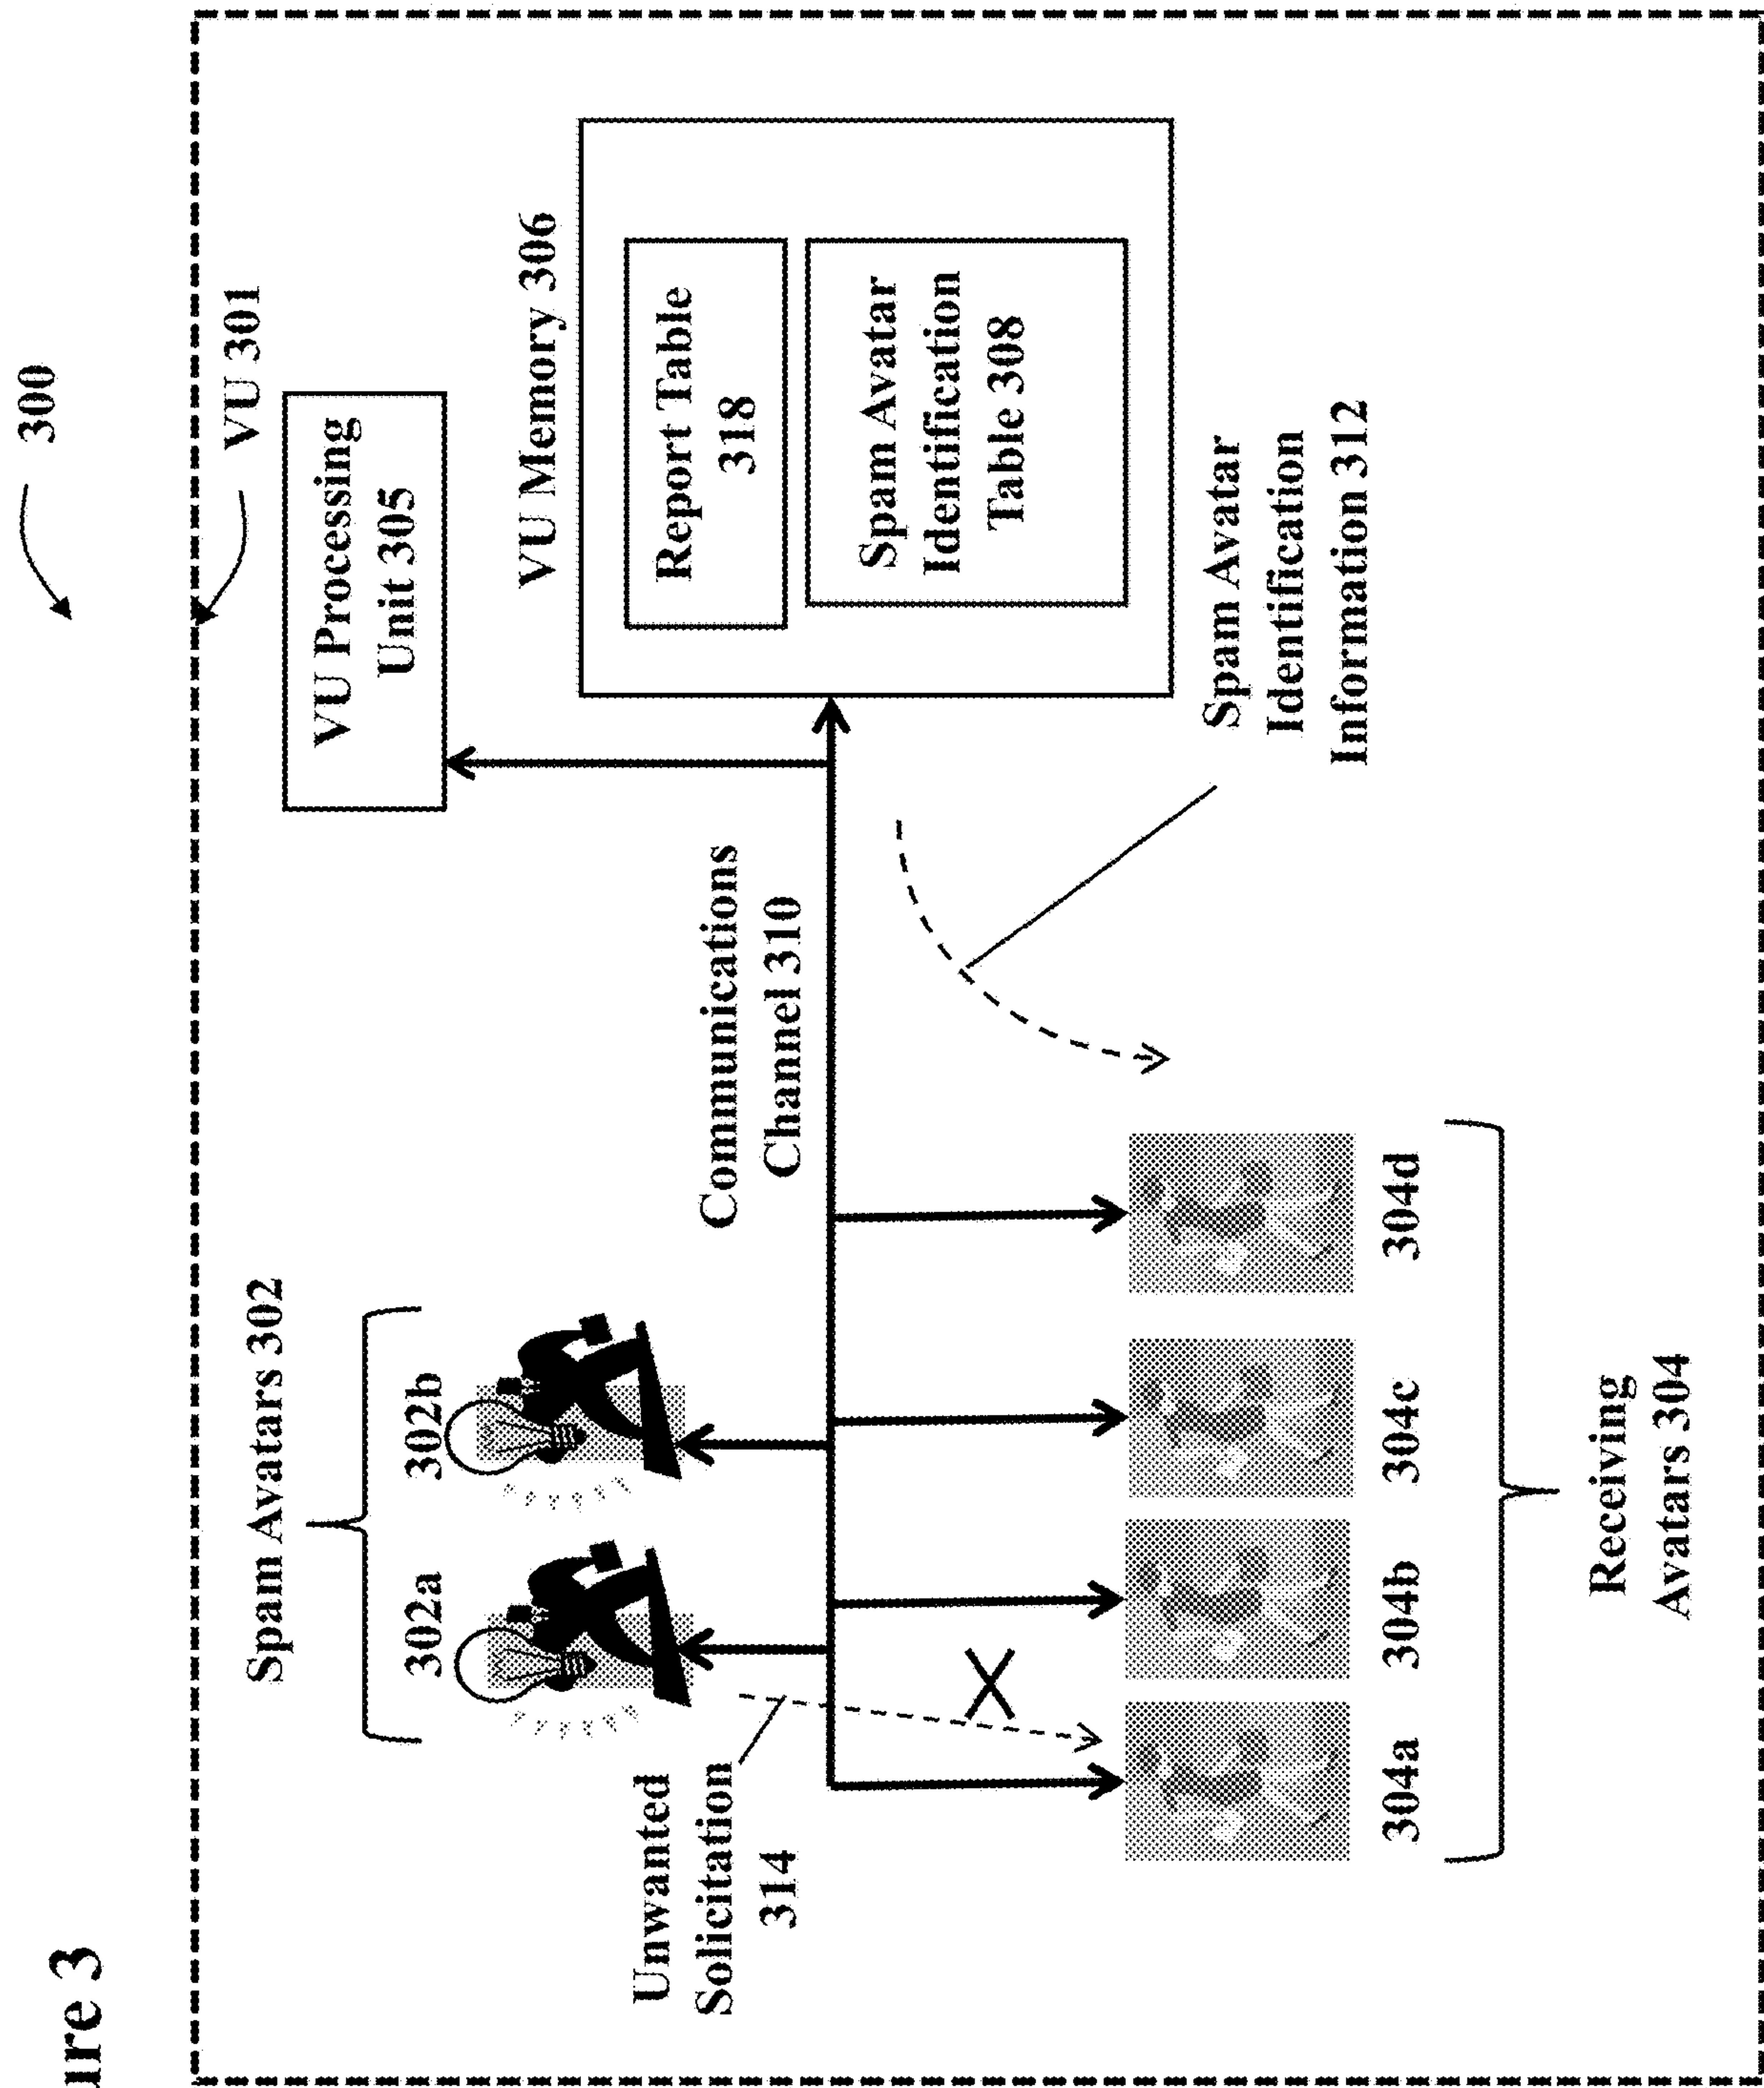 ure 3
300
VU 301
VU Processing
Unit 305
Spam Avatars 302
302a
302b
VU Memory 306
Report Table
318
Spam Avatar
Identification
Table 308
Communications
Channel 310
Unwanted
Solicitation
314
Spam Avatar
Identification
Information 312
304a
304b
304c
304d
Receiving
Avatars 304